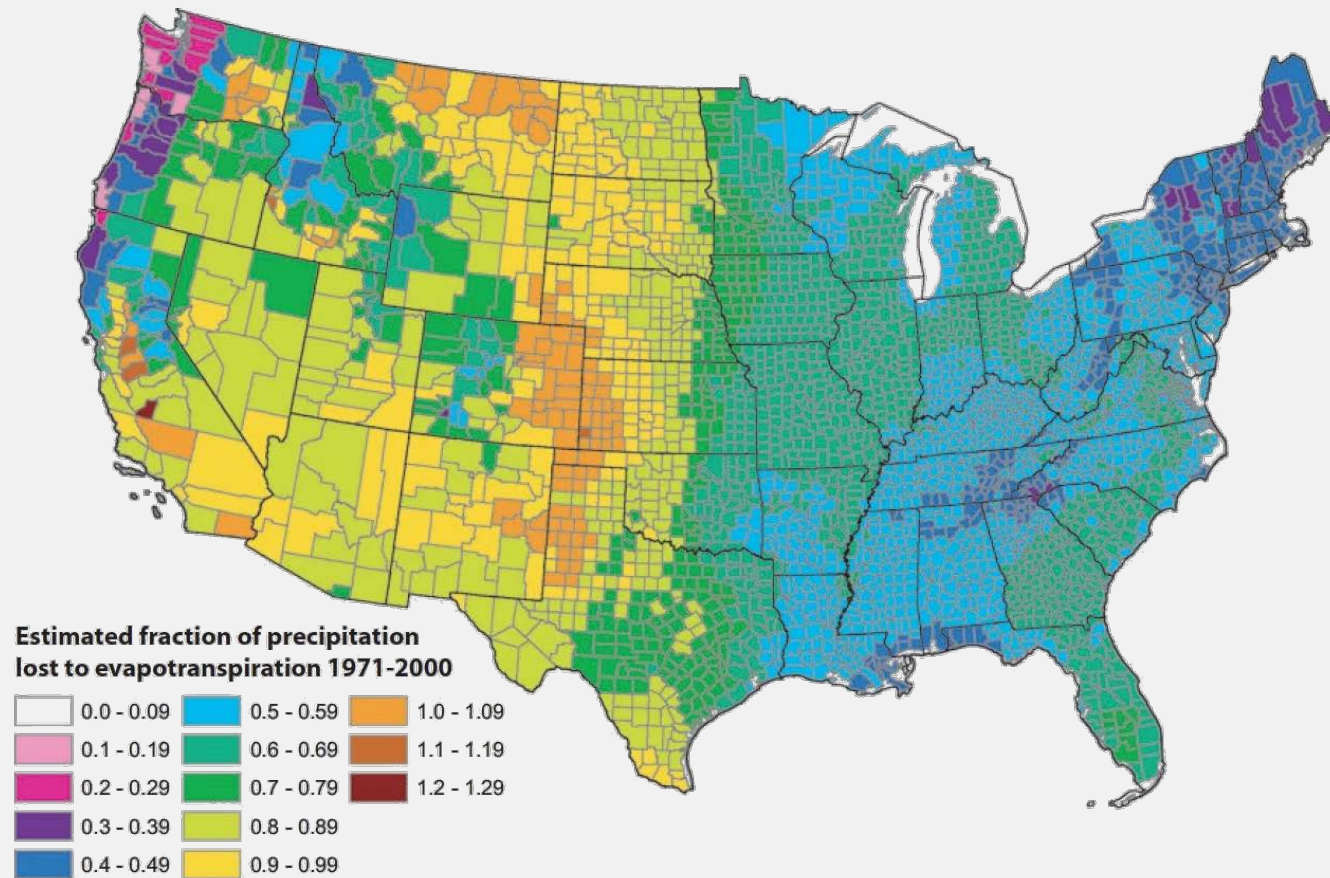 Estimated fraction of precipitation
lost to evapotranspiration 1971-2000
0.0 - 0.09
0.1 - 0.19
0.2 - 0.29
0.3 - 0.39
0.4 - 0.49
0.5 - 0.59
0.6 - 0.69
0.7 - 0.79
0.8 - 0.89
0.9 - 0.99
1.0 - 1.09
1.1 - 1.19
1.2 - 1.29